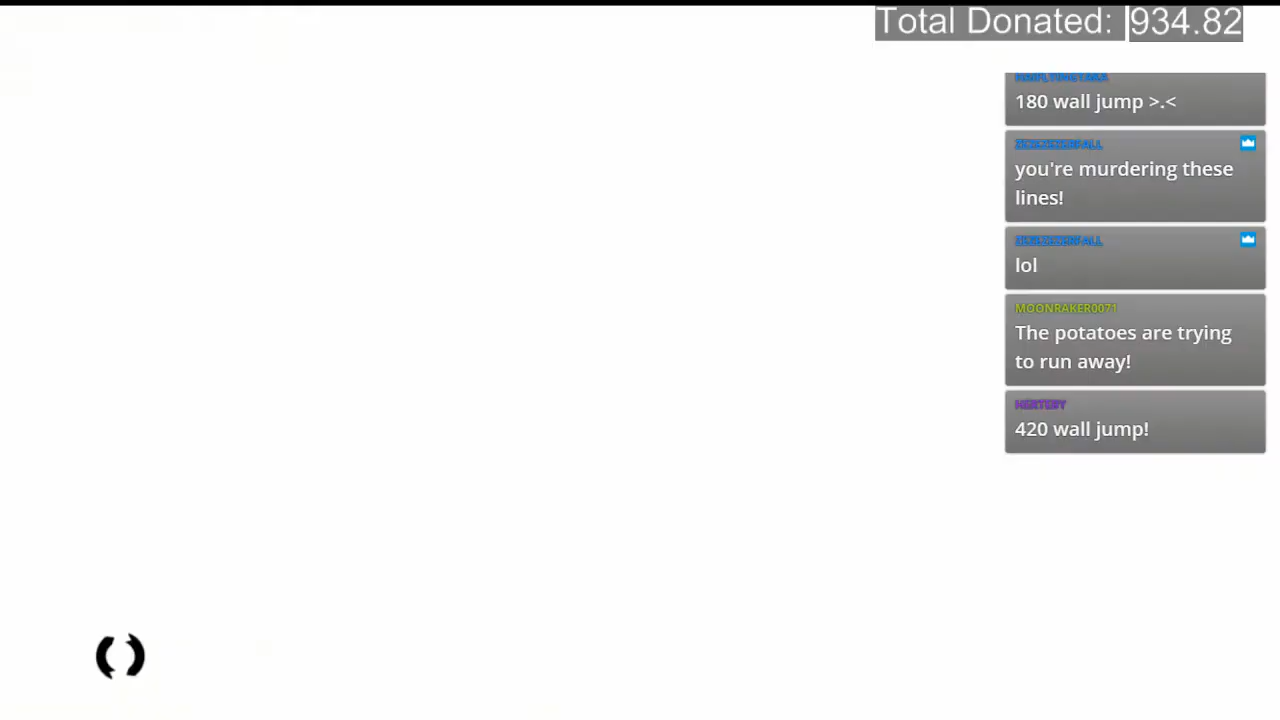 Total Donated: 934.82
180 wall jump >.<
you're murdering these
lines!
lol
MOONRAKER0071
The potatoes are trying
to run away!
HERTEBY
420 wall jump!